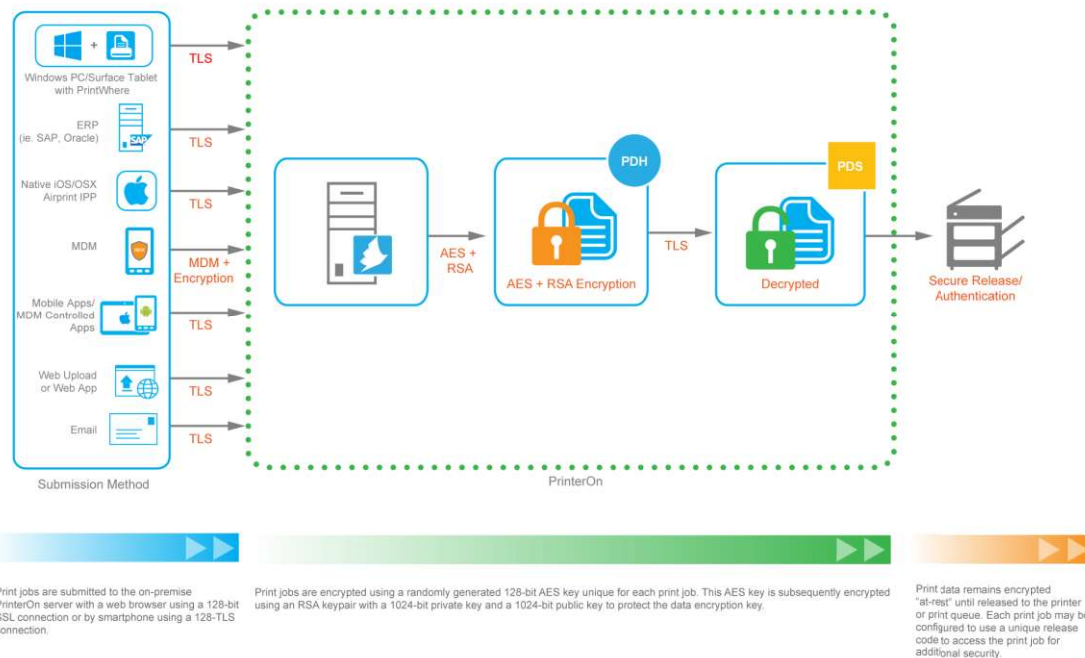 Windows PC/Surface Tablet
with PrintWhere
TLS
ERP
(ie. SAP, Oracle)
SAP
TLS
Native iOS/OSX
Airprint IPP
TLS
MDM
MDM +
Encryption
Mobile Apps/
MDM Controlled
Apps
TLS
Web Upload
or Web App
TLS
Email
TLS
Submission Method
AES +
RSA
PDH
AES + RSA Encryption
TLS
PDS
Decrypted
Secure Release/
Authentication
PrinterOn
Print jobs are submitted to the on-premise
PrinterOn server with a web browser using a 128-bit
SSL connection or by smartphone using a 128-TLS
connection.
Print jobs are encrypted using a randomly generated 128-bit AES key unique for each print job. This AES key is subsequently encrypted
using an RSA keypair with a 1024-bit private key and a 1024-bit public key to protect the data encryption key.
Print data remains encrypted
"at-rest" until released to the printer
or print queue. Each print job may be
configured to use a unique release
code to access the print job for
additional security.